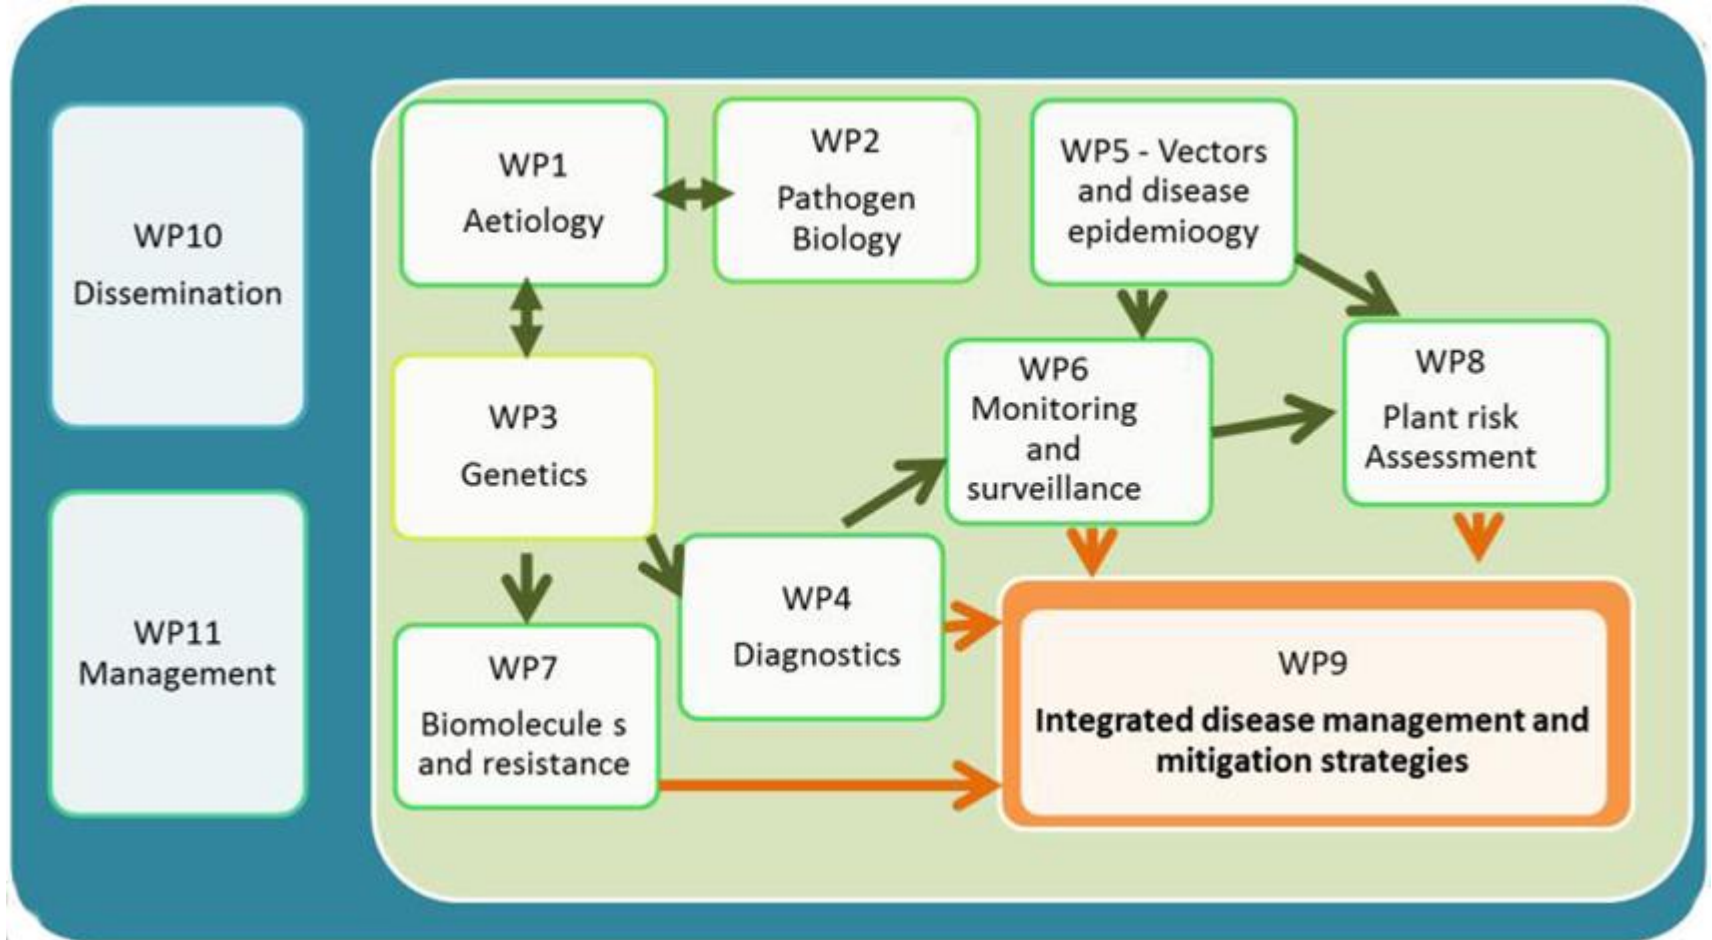 WP10
Dissemination
WP11
Management
WP1
Aetiology
WP2
Pathogen
Biology
WP5 - Vectors
and disease
epidemioogy
WP3
Genetics
WP6
Monitoring
and
surveillance
WP8
Plant risk
Assessment
WP4
Diagnostics
WP7
Biomolecule s
and resistance
WP9
Integrated disease management and
mitigation strategies